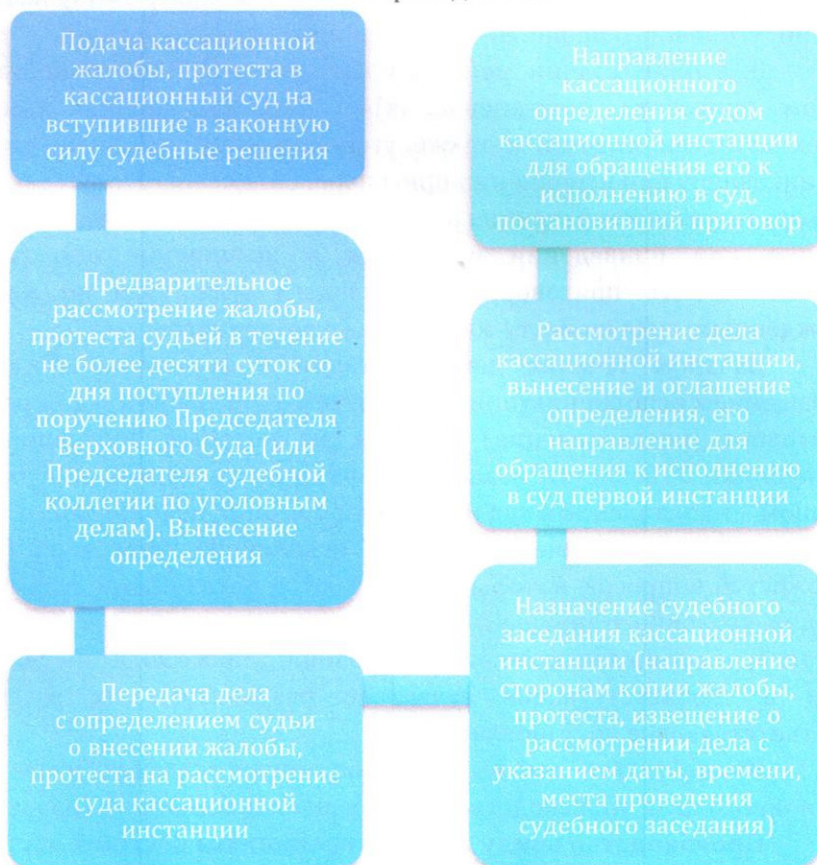 Подача кассационной
жалобы, протеста в
кассационный суд на
вступившие в законную
силу судебные решения
Предварительное
рассмотрение жалобы,
протеста судьей в течение
не более десяти суток со
дня поступления по
поручению Председателя
Верховного Суда (или
Председателя судебной
коллегии по уголовным
делам). Вынесение
определения
Передача дела
с определением судьи
о внесении жалобы,
протеста на рассмотрение
суда кассационной
инстанции
Назначение судебного
заседания кассационной
инстанции (направление
сторонам копии жалобы,
протеста, извещение о
рассмотрении дела с
указанием даты, времени,
места проведения
судебного заседания)
Рассмотрение дела
кассационной инстанции,
вынесение и оглашение
определения, его
направление для
обращения к исполнению
в суд первой инстанции
Направление
кассационного
определения судом
кассационной инстанции
для обращения его к
исполнению в суд,
постановивший приговор